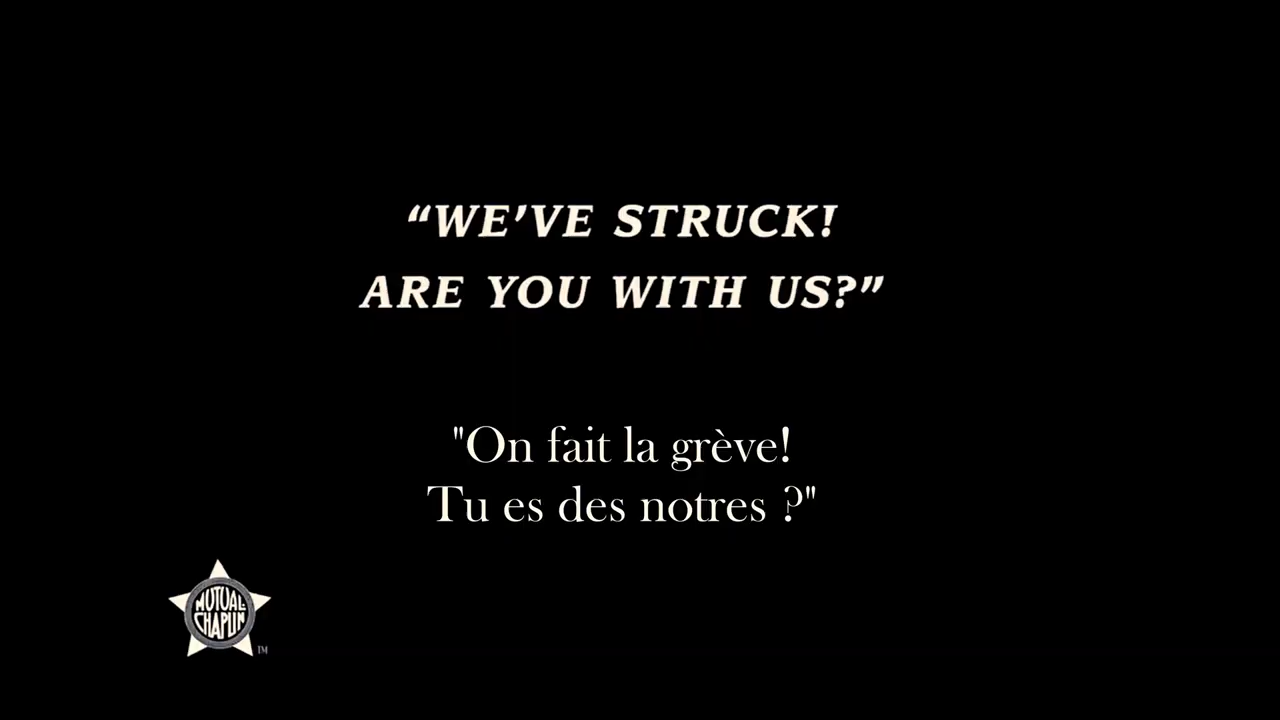 “WE’VE STRUCK!
ARE YOU WITH US?”
"On fait la grève!
Tu es des notres ?"
MUTUAL-
CHAPLIN
TM